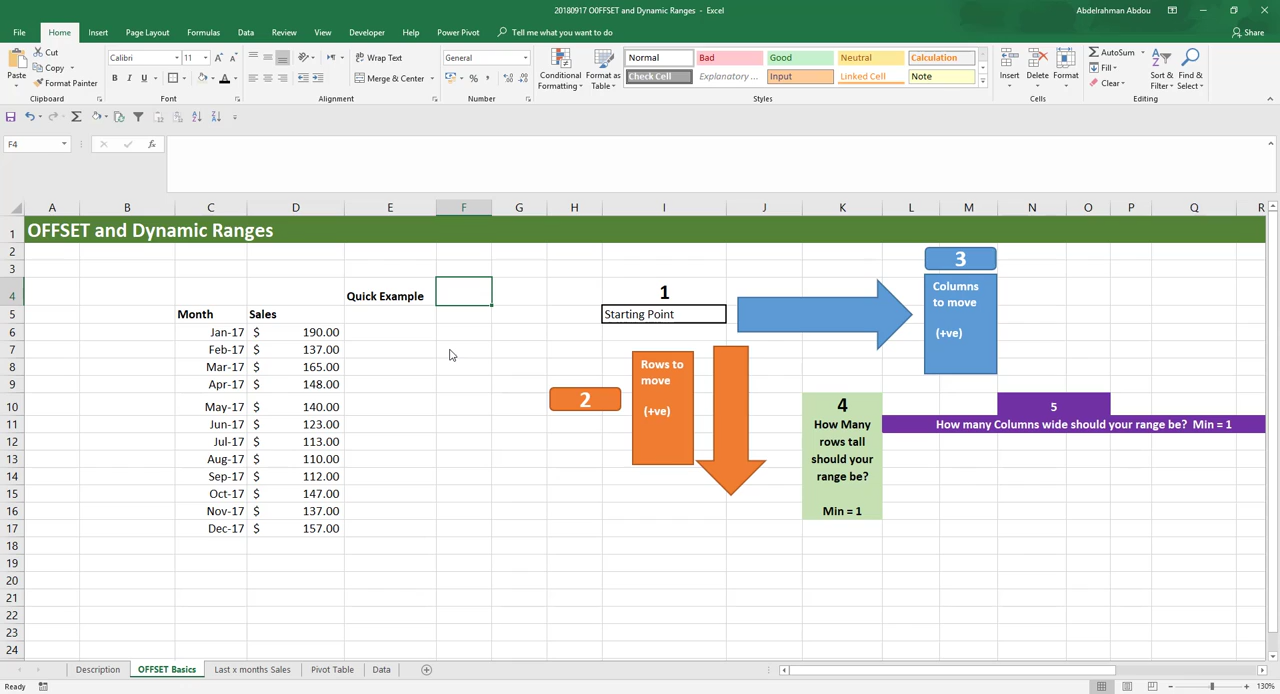 20180917 O0FFSET and Dynamic Ranges - Excel
Abdelrahman Abdou
File Home Insert Page Layout Formulas Data Review View Developer Help Power Pivot Tell me what you want to do Share
Paste
Cut
Copy
Format Painter
Clipboard
Calibri 11
B I U
Font
Wrap Text
Merge & Center
Alignment
General
$ % ,
Number
Conditional Formatting
Format as Table
Normal Bad Good Neutral Calculation
Check Cell Explanatory ... Input Linked Cell Note
Styles
Insert Delete Format
Cells
AutoSum
Fill
Clear
Sort & Filter
Find & Select
Editing
F4
fx
A B C D E F G H I J K L M N O P Q R
1 OFFSET and Dynamic Ranges
2
3
4 Quick Example
5 Month Sales
6 Jan-17 $ 190.00
7 Feb-17 $ 137.00
8 Mar-17 $ 165.00
9 Apr-17 $ 148.00
10 May-17 $ 140.00
11 Jun-17 $ 123.00
12 Jul-17 $ 113.00
13 Aug-17 $ 110.00
14 Sep-17 $ 112.00
15 Oct-17 $ 147.00
16 Nov-17 $ 137.00
17 Dec-17 $ 157.00
18
19
20
21
22
23
24
1
Starting Point
2
Rows to
move
(+ve)
3
Columns
to move
(+ve)
4
How Many
rows tall
should your
range be?
Min = 1
5
How many Columns wide should your range be? Min = 1
Description OFFSET Basics Last x months Sales Pivot Table Data
Ready
130%